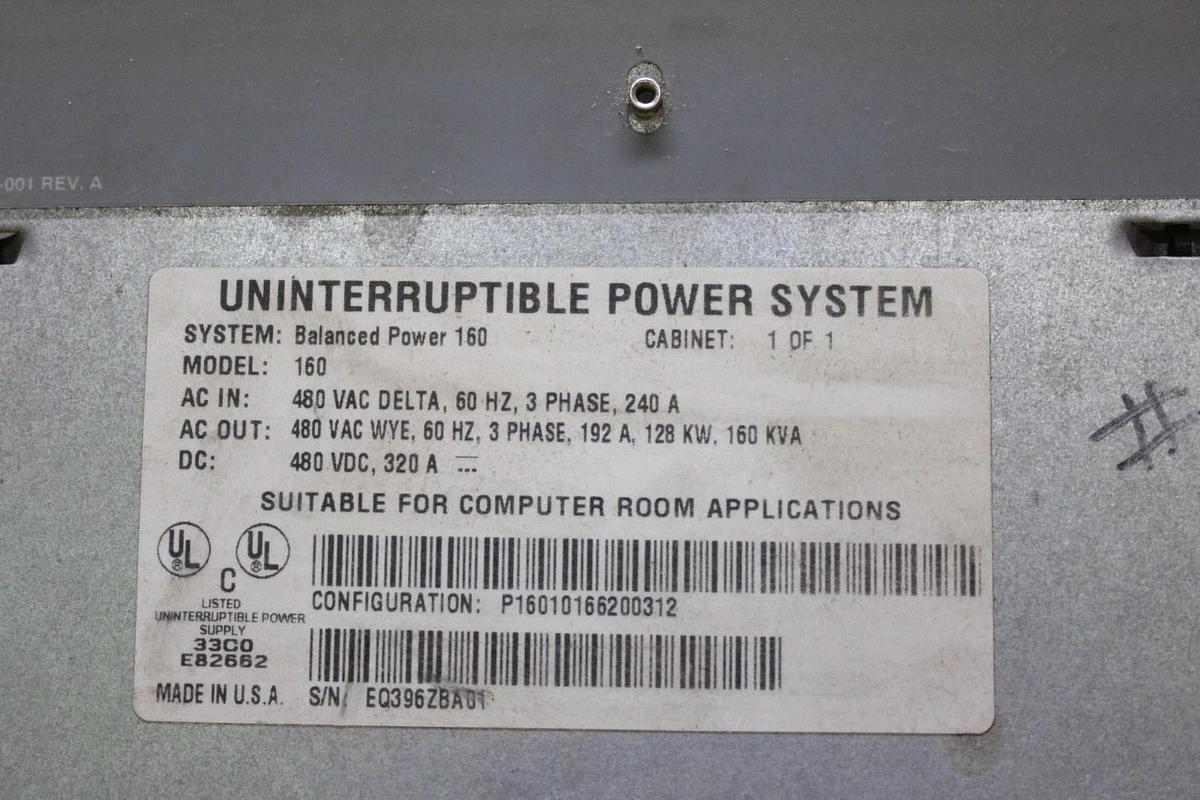 -001 REV. A
UNINTERRUPTIBLE POWER SYSTEM
SYSTEM: Balanced Power 160 CABINET: 1 OF 1
MODEL: 160
AC IN: 480 VAC DELTA, 60 HZ, 3 PHASE, 240 A
AC OUT: 480 VAC WYE, 60 HZ, 3 PHASE, 192 A, 128 KW, 160 KVA
DC: 480 VDC, 320 A
SUITABLE FOR COMPUTER ROOM APPLICATIONS
UL ® UL ®
C
LISTED
UNINTERRUPTIBLE POWER
SUPPLY
33C0
E82662
CONFIGURATION: P16010166200312
MADE IN U.S.A. S/N: EQ396ZBA01
#